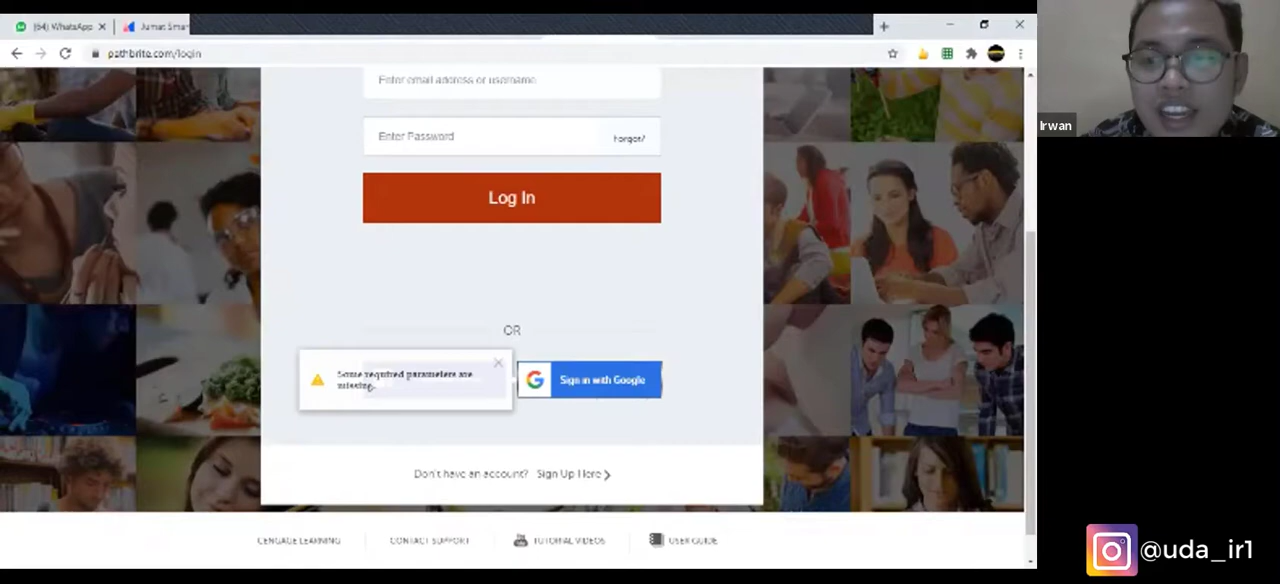 (64) WhatsApp
Jumat Smar
pathbrite.com/login
Enter email address or username
Irwan
Enter Password
Forgot?
Log In
OR
Some required parameters are
missing.
Sign in with Google
Don't have an account? Sign Up Here
CENGAGE LEARNING
CONTACT SUPPORT
TUTORIAL VIDEOS
USER GUIDE
@uda_ir1